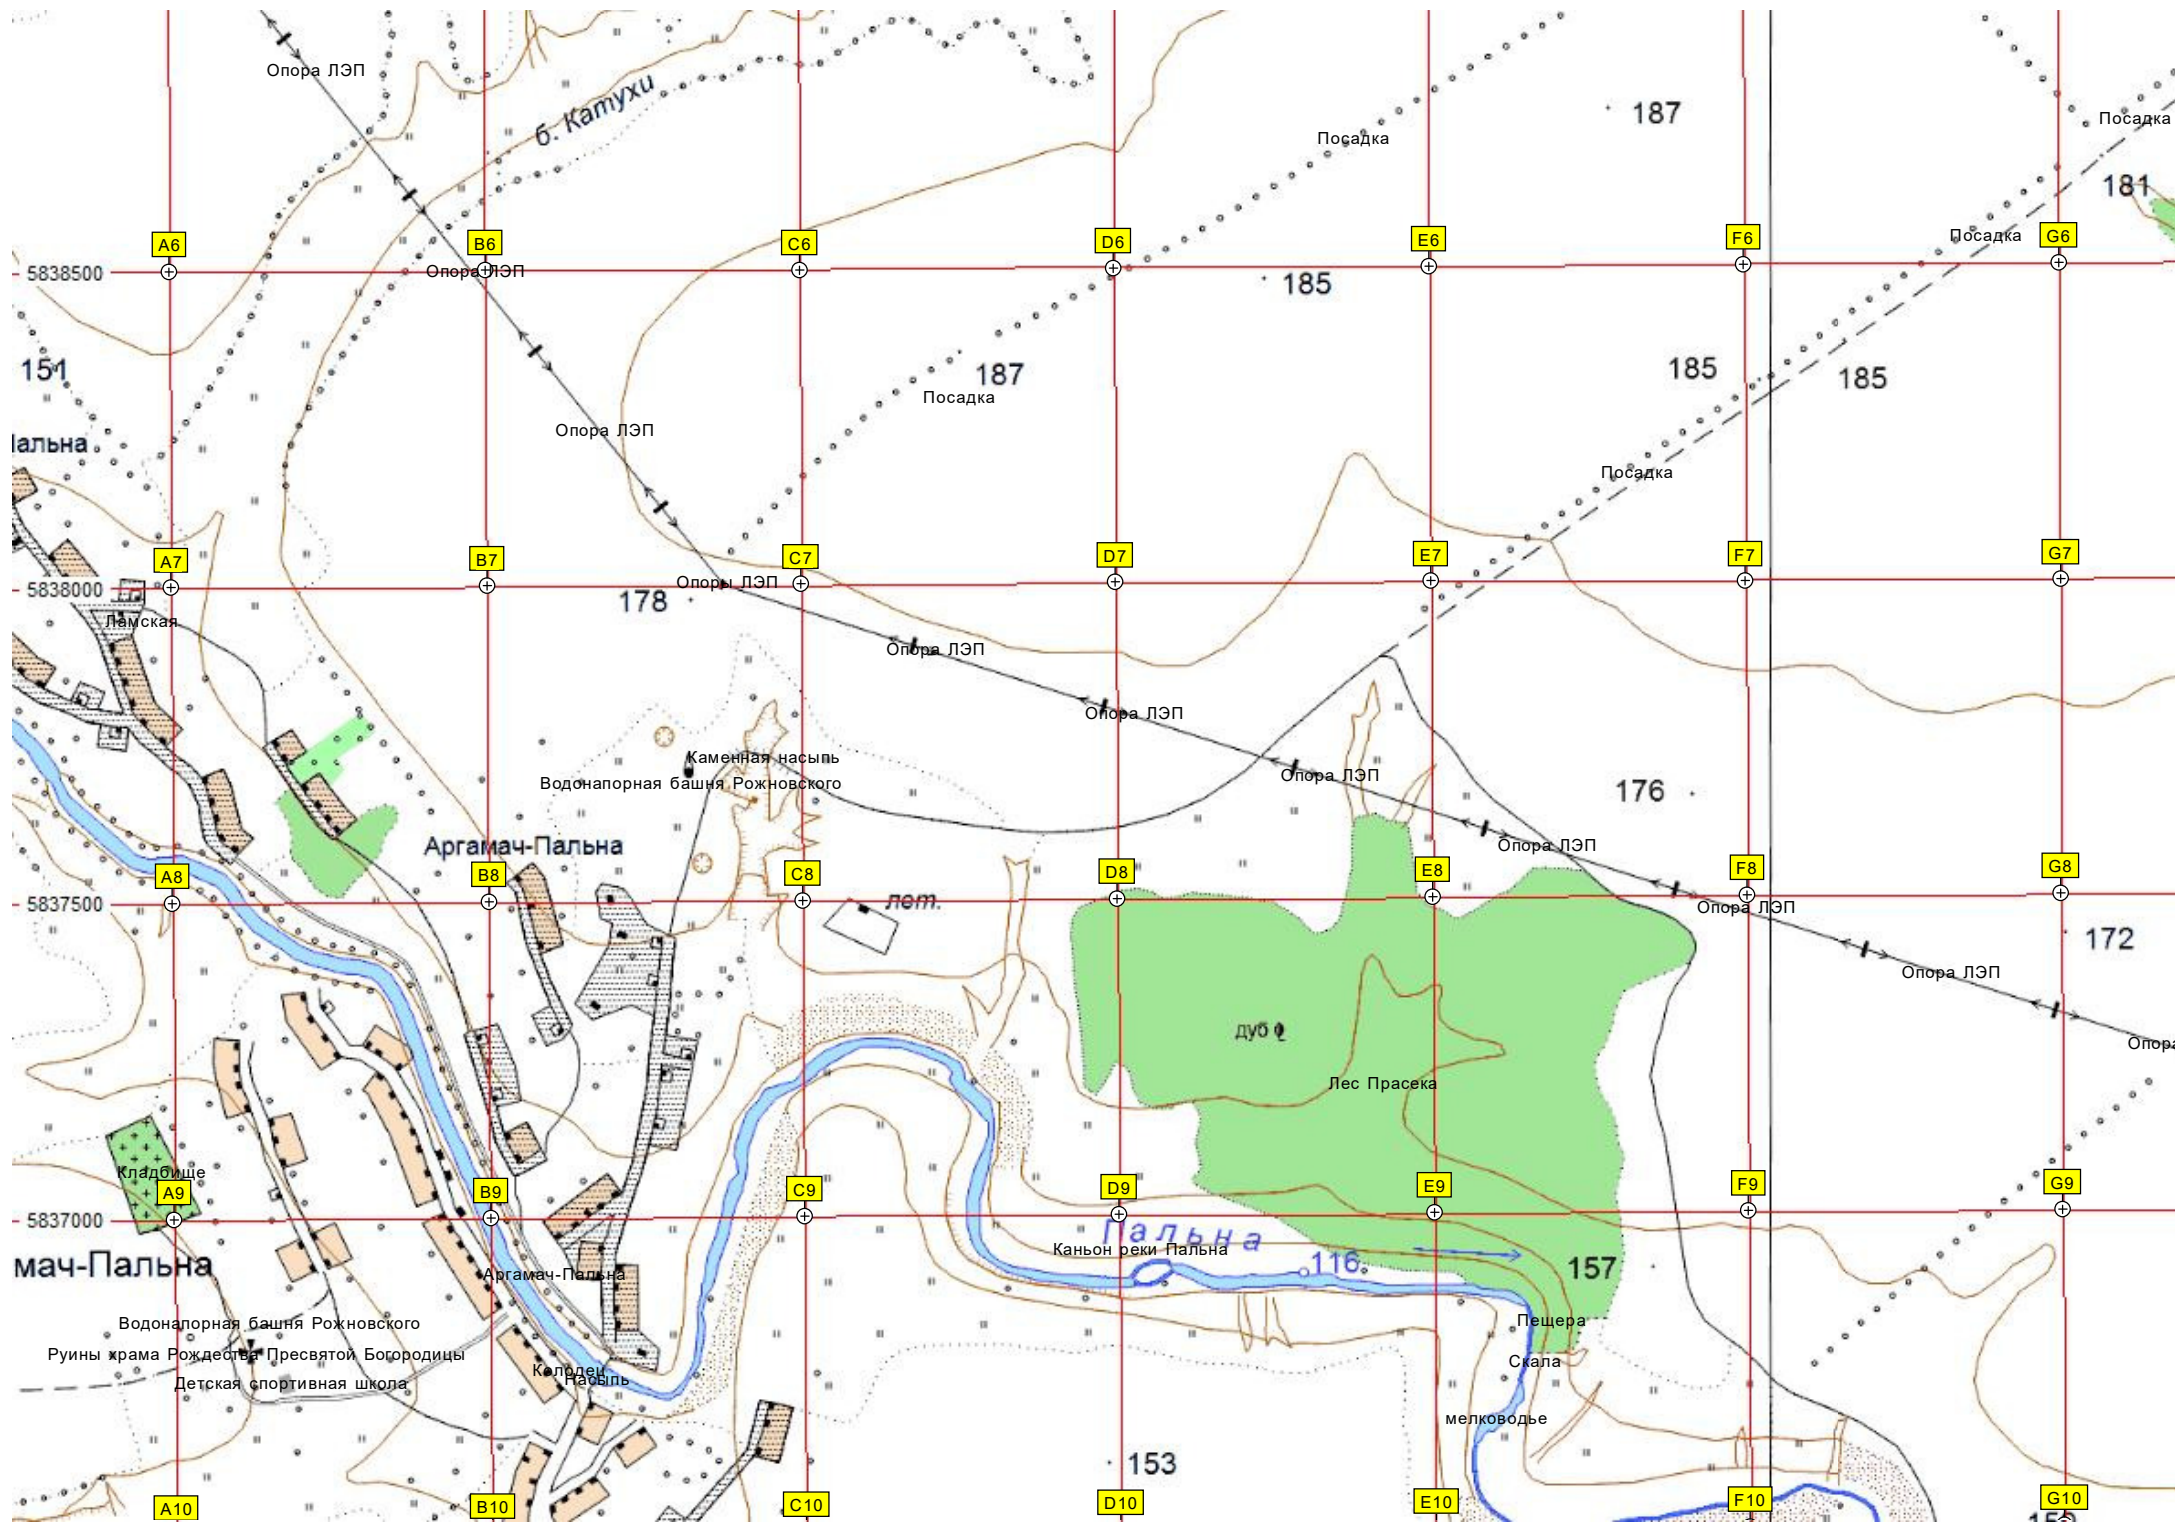 Опора ЛЭП
б. Катухи
187
Посадка
Посадка
181
A6
B6
C6
D6
E6
F6
Посадка
G6
5838500
Опора ЛЭП
185
151
187
185
185
Посадка
Опора ЛЭП
альна
Посадка
A7
B7
C7
D7
E7
F7
G7
5838000
Опоры ЛЭП
178
Ламская
Опора ЛЭП
Опора ЛЭП
Каменная насыпь
Опора ЛЭП
Водонапорная башня Рожновского
176
Аргамач-Пальна
Опора ЛЭП
A8
B8
C8
D8
E8
F8
G8
5837500
лет.
Опора ЛЭП
172
Опора ЛЭП
дуб
Опора
Лес Прасека
Кладбище
A9
B9
C9
D9
E9
F9
G9
5837000
Пальна
Каньон реки Пальна
мач-Пальна
116
157
Аргамач-Пальна
Водонапорная башня Рожновского
Пещера
Руины храма Рождества Пресвятой Богородицы
Скала
Колодец
Насыпь
Детская спортивная школа
мелководье
153
A10
B10
C10
D10
E10
F10
G10